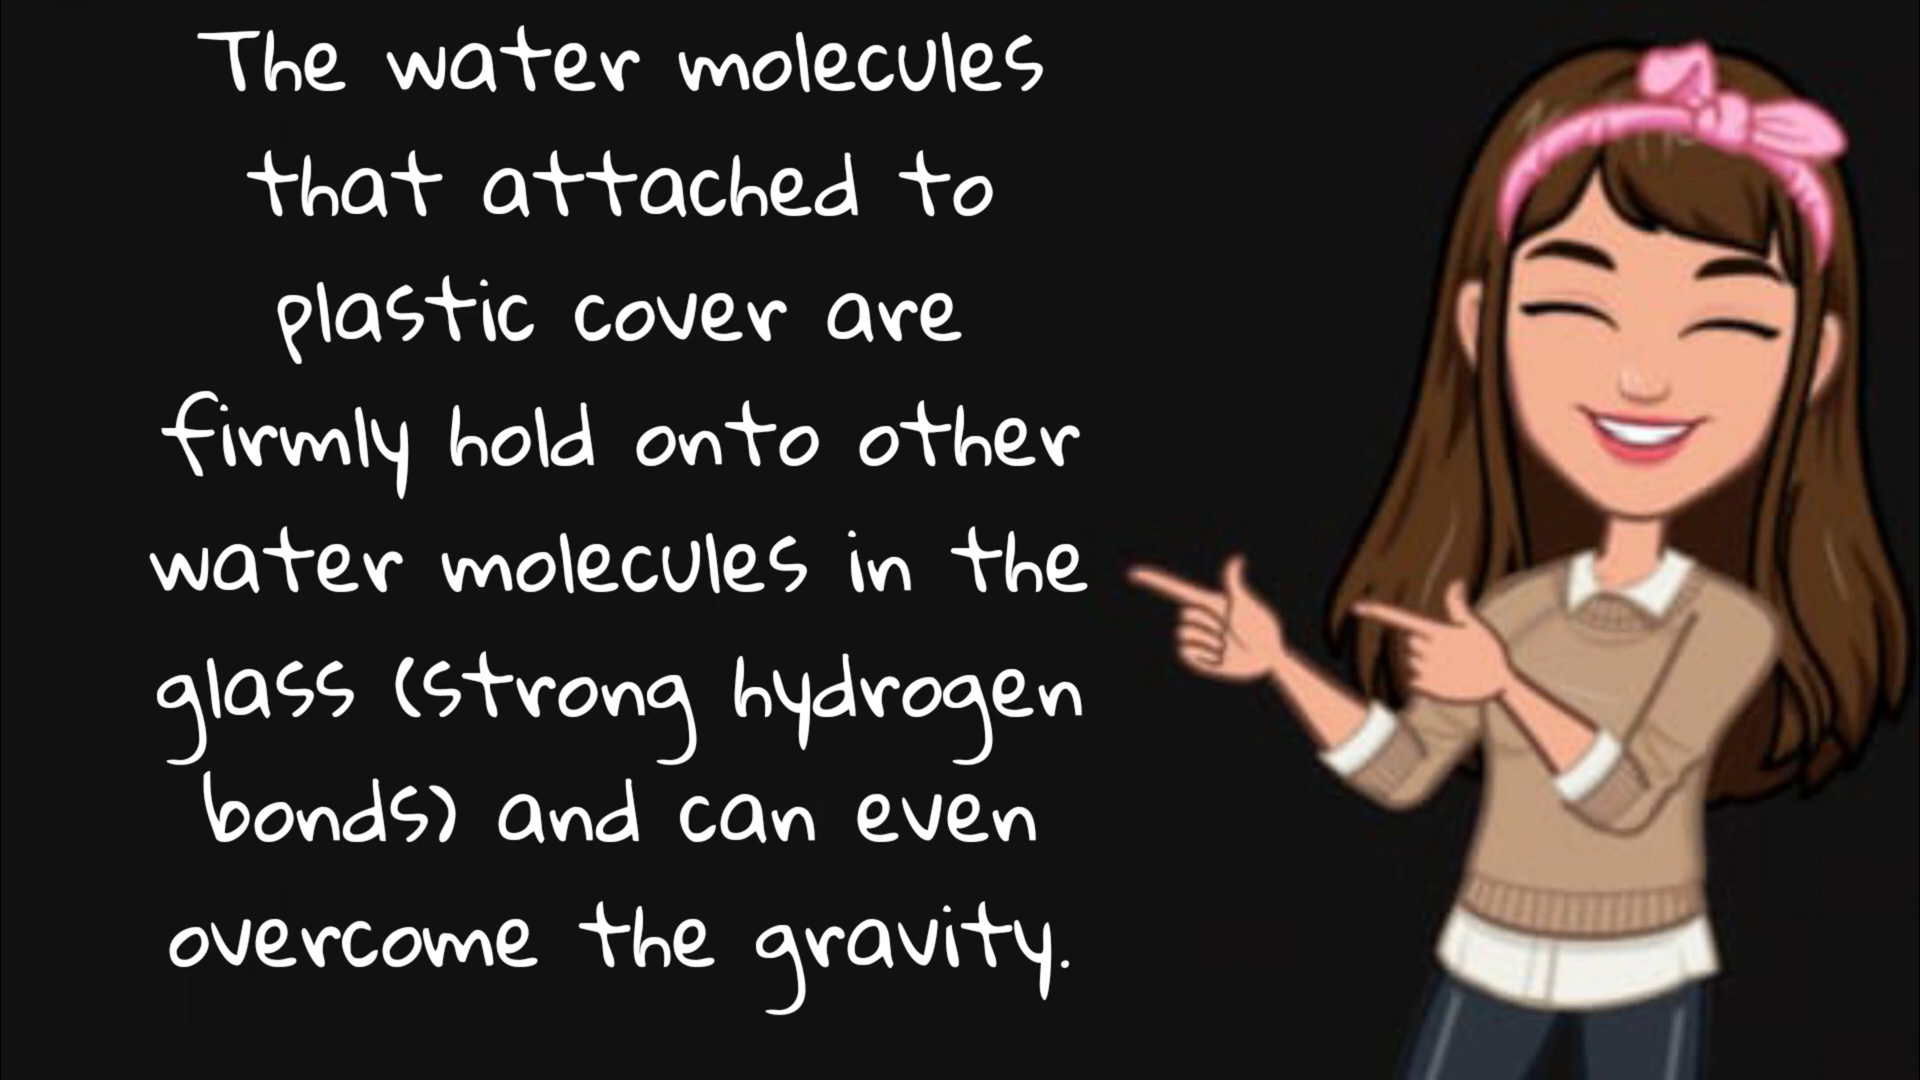 The water molecules
that attached to
plastic cover are
firmly hold onto other
water molecules in the
glass (strong hydrogen
bonds) and can even
overcome the gravity.